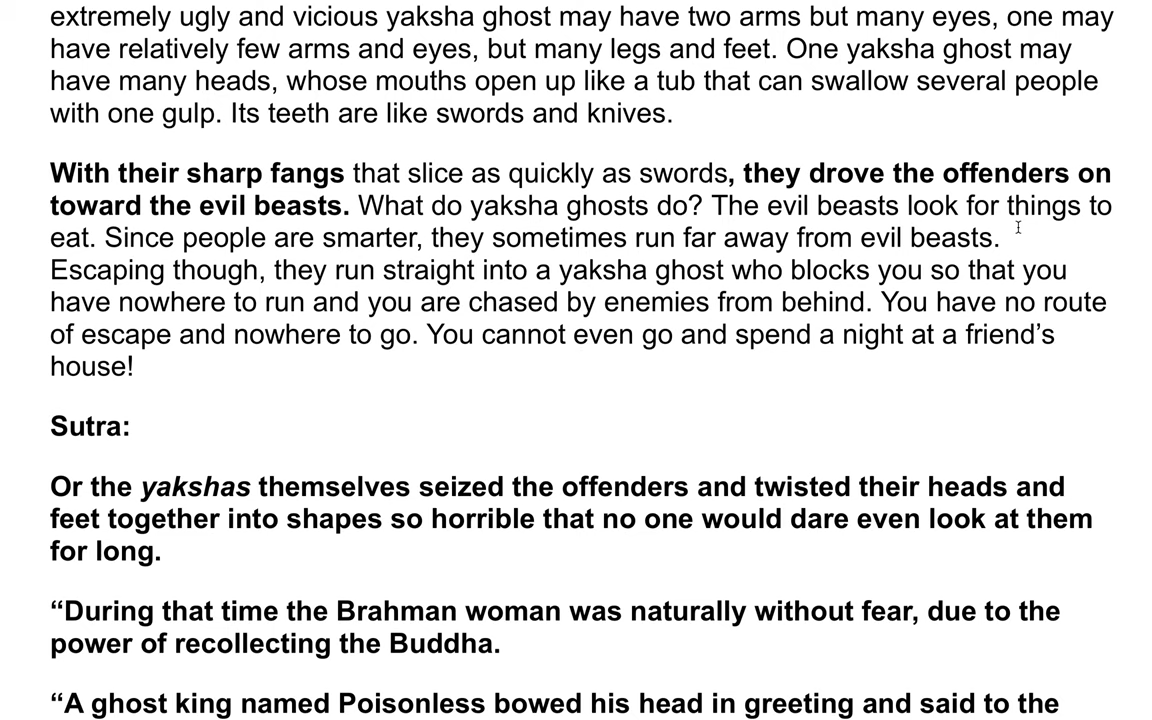 extremely ugly and vicious yaksha ghost may have two arms but many eyes, one may
have relatively few arms and eyes, but many legs and feet. One yaksha ghost may
have many heads, whose mouths open up like a tub that can swallow several people
with one gulp. Its teeth are like swords and knives.
With their sharp fangs that slice as quickly as swords, they drove the offenders on
toward the evil beasts. What do yaksha ghosts do? The evil beasts look for things to
eat. Since people are smarter, they sometimes run far away from evil beasts.
Escaping though, they run straight into a yaksha ghost who blocks you so that you
have nowhere to run and you are chased by enemies from behind. You have no route
of escape and nowhere to go. You cannot even go and spend a night at a friend’s
house!
Sutra:
Or the yakshas themselves seized the offenders and twisted their heads and
feet together into shapes so horrible that no one would dare even look at them
for long.
“During that time the Brahman woman was naturally without fear, due to the
power of recollecting the Buddha.
“A ghost king named Poisonless bowed his head in greeting and said to the